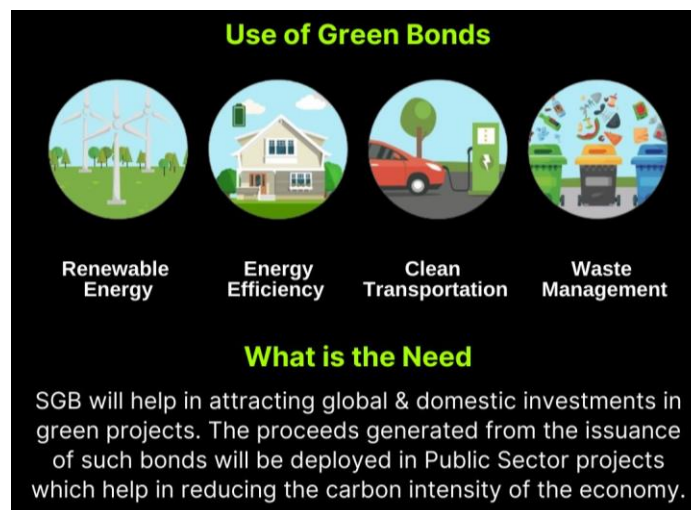 Use of Green Bonds
Renewable Energy
Energy Efficiency
Clean Transportation
Waste Management
What is the Need
SGB will help in attracting global & domestic investments in
green projects. The proceeds generated from the issuance
of such bonds will be deployed in Public Sector projects
which help in reducing the carbon intensity of the economy.